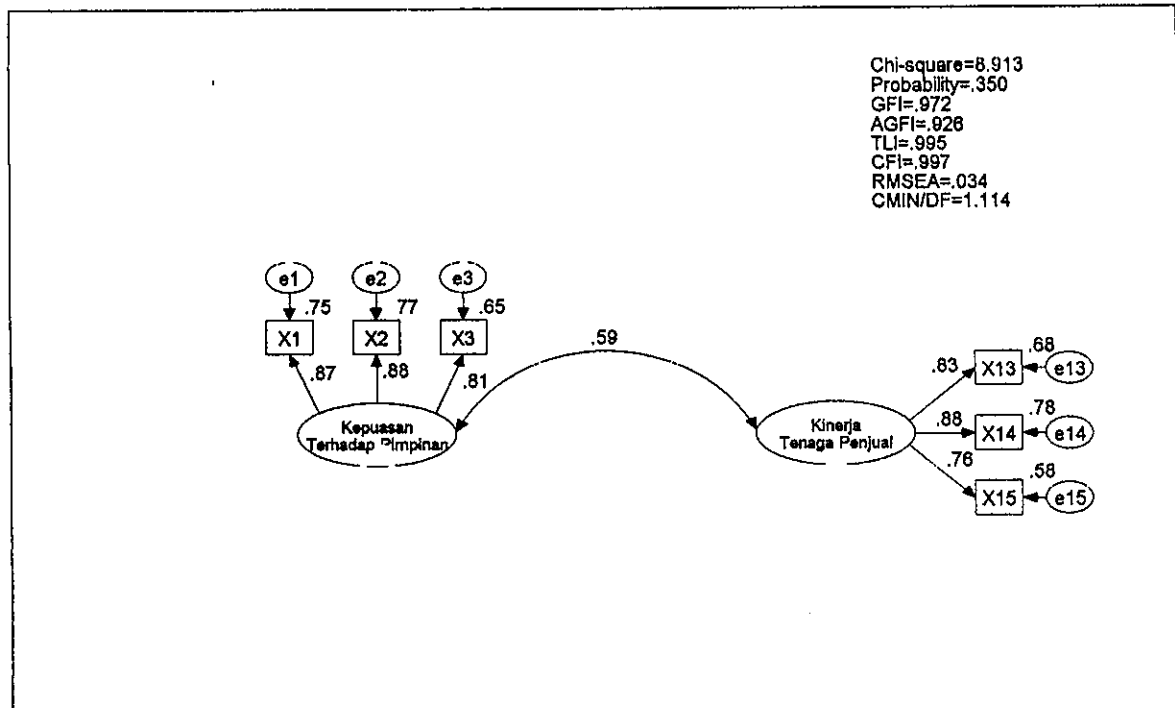 Chi-square=8.913
Probability=.350
GFI=.972
AGFI=.926
TLI=.995
CFI=.997
RMSEA=.034
CMIN/DF=1.114
e1 e2 e3
.75 .77 .65
X1 X2 X3
.87 .88 .81
.59
Kepuasan
Terhadap Pimpinan
Kinerja
Tenaga Penjual
.83 X13 .68 e13
.88 X14 .78 e14
.76 X15 .58 e15